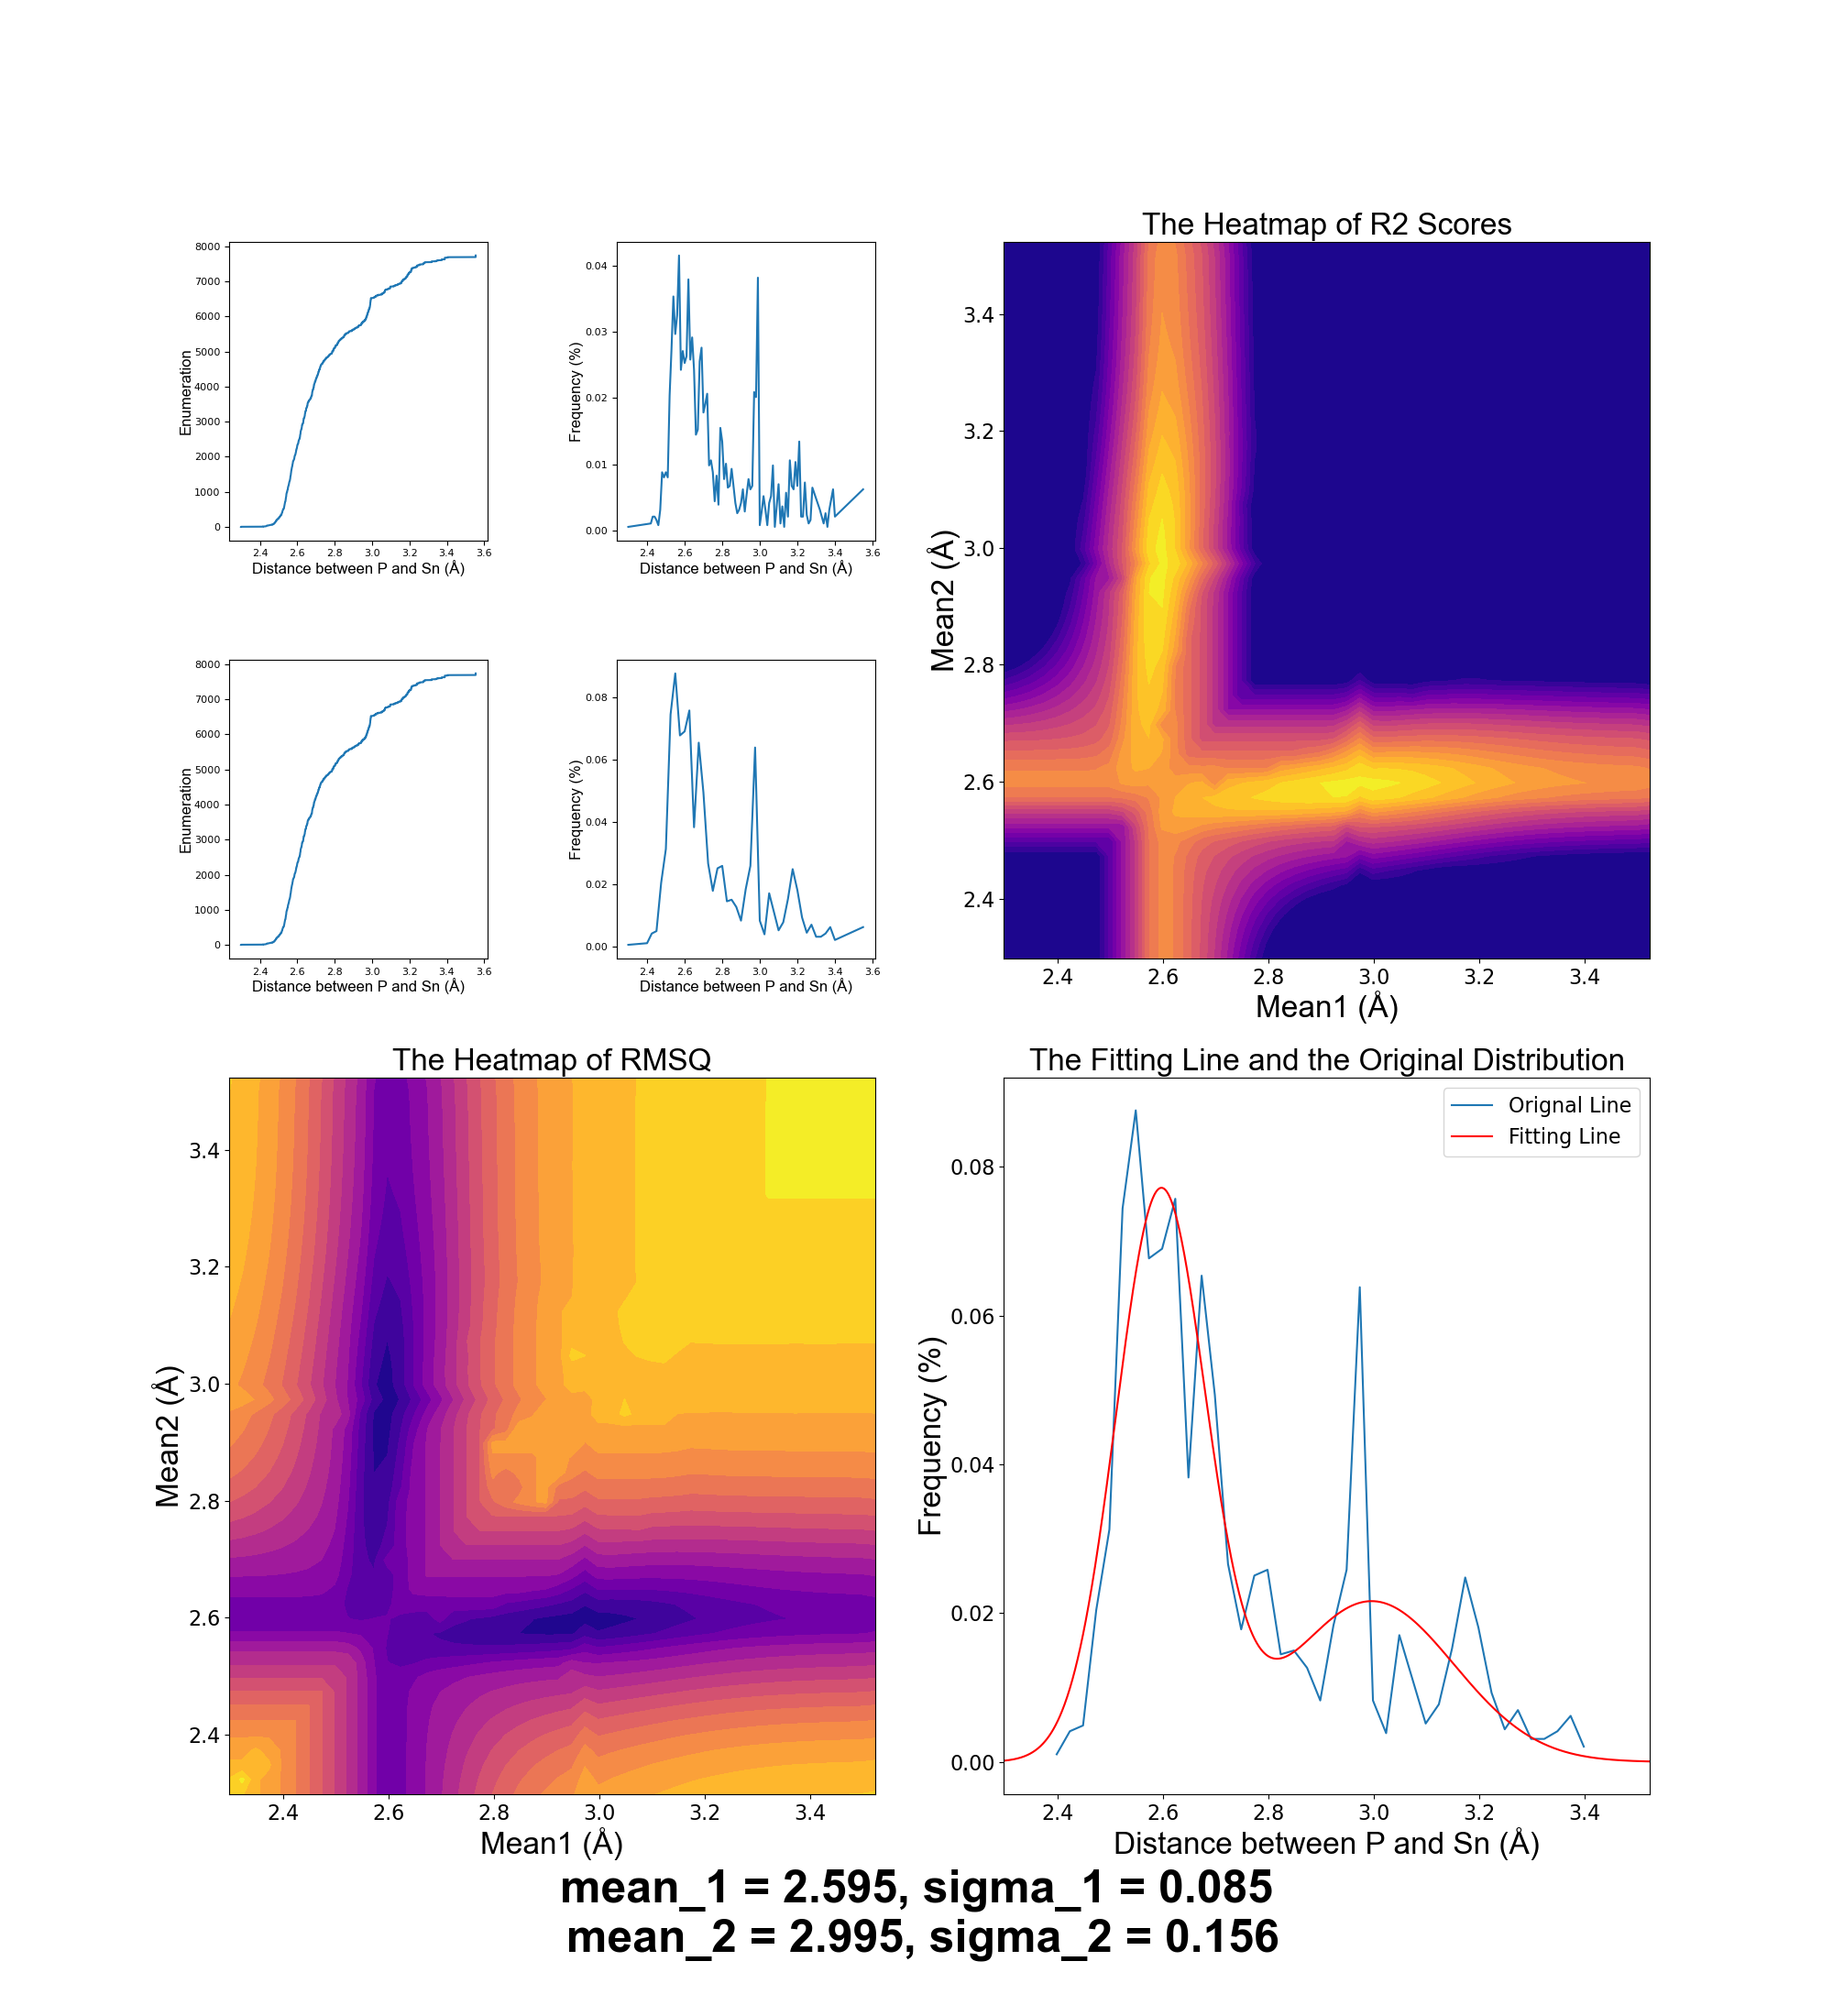 8000
7000
6000
5000
4000
3000
2000
1000
0
Enumeration
2.4 2.6 2.8 3.0 3.2 3.4 3.6
Distance between P and Sn (Å)
0.04
0.03
0.02
0.01
0.00
Frequency (%)
2.4 2.6 2.8 3.0 3.2 3.4 3.6
Distance between P and Sn (Å)
8000
7000
6000
5000
4000
3000
2000
1000
0
Enumeration
2.4 2.6 2.8 3.0 3.2 3.4 3.6
Distance between P and Sn (Å)
0.08
0.06
0.04
0.02
0.00
Frequency (%)
2.4 2.6 2.8 3.0 3.2 3.4 3.6
Distance between P and Sn (Å)
The Heatmap of R2 Scores
3.4
3.2
3.0
2.8
2.6
2.4
Mean2 (Å)
2.4 2.6 2.8 3.0 3.2 3.4
Mean1 (Å)
The Heatmap of RMSQ
3.4
3.2
3.0
2.8
2.6
2.4
Mean2 (Å)
2.4 2.6 2.8 3.0 3.2 3.4
Mean1 (Å)
The Fitting Line and the Original Distribution
Orignal Line
Fitting Line
0.08
0.06
0.04
0.02
0.00
Frequency (%)
2.4 2.6 2.8 3.0 3.2 3.4
Distance between P and Sn (Å)
mean_1 = 2.595, sigma_1 = 0.085
mean_2 = 2.995, sigma_2 = 0.156